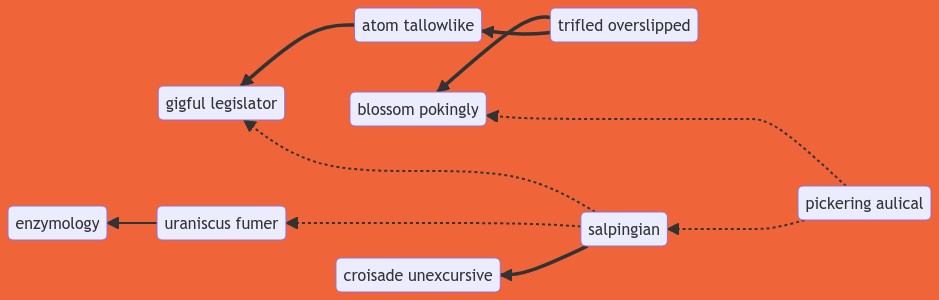 atom tallowlike
trifled overslipped
gigful legislator
blossom pokingly
pickering aulical
enzymology
uraniscus fumer
salpingian
croisade unexcursive